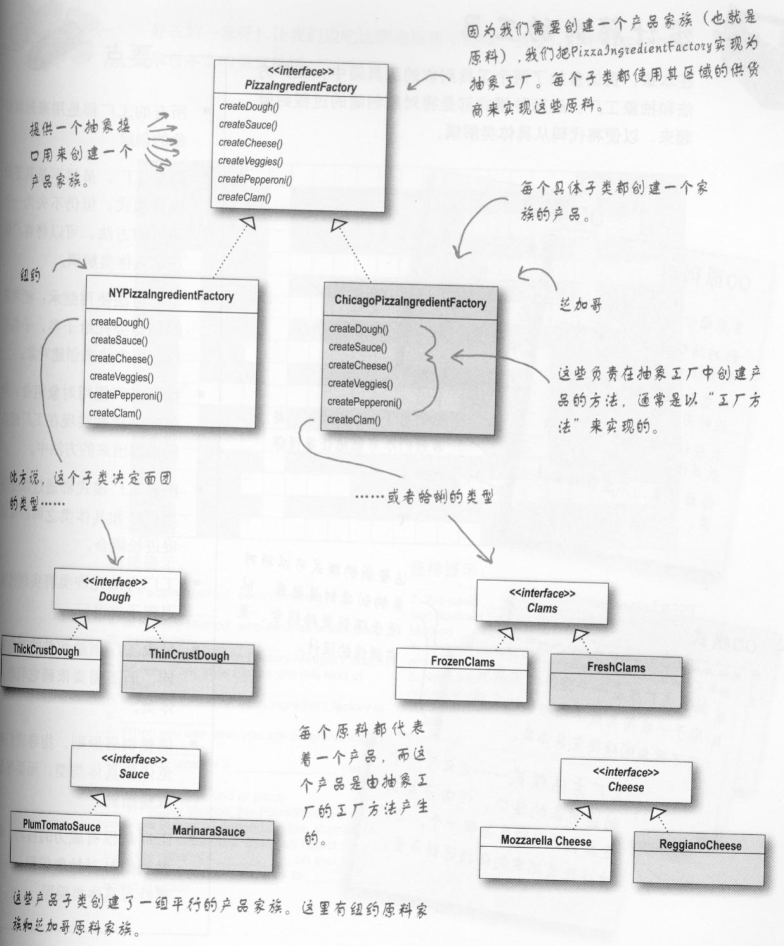 因为我们需要创建一个产品家族（也就是
原料），我们把PizzaIngredientFactory实现为
抽象工厂。每个子类都使用其区域的供货
商来实现这些原料。
<<interface>>
PizzaIngredientFactory
createDough()
createSauce()
createCheese()
createVeggies()
createPepperoni()
createClam()
提供一个抽象接
口用来创建一个
产品家族。
每个具体子类都创建一个家
族的产品。
纽约
NYPizzaIngredientFactory
createDough()
createSauce()
createCheese()
createVeggies()
createPepperoni()
createClam()
ChicagoPizzaIngredientFactory
createDough()
createSauce()
createCheese()
createVeggies()
createPepperoni()
createClam()
芝加哥
这些负责在抽象工厂中创建产
品的方法，通常是以“工厂方
法”来实现的。
比方说，这个子类决定面团
的类型……
……或者蛤蜊的类型
<<interface>>
Dough
ThickCrustDough
ThinCrustDough
<<interface>>
Clams
FrozenClams
FreshClams
每个原料都代表
着一个产品，而这
个产品是由抽象工
厂的工厂方法产生
的。
<<interface>>
Sauce
PlumTomatoSauce
MarinaraSauce
<<interface>>
Cheese
Mozzarella Cheese
ReggianoCheese
这些产品子类创建了一组平行的产品家族。这里有纽约原料家
族和芝加哥原料家族。